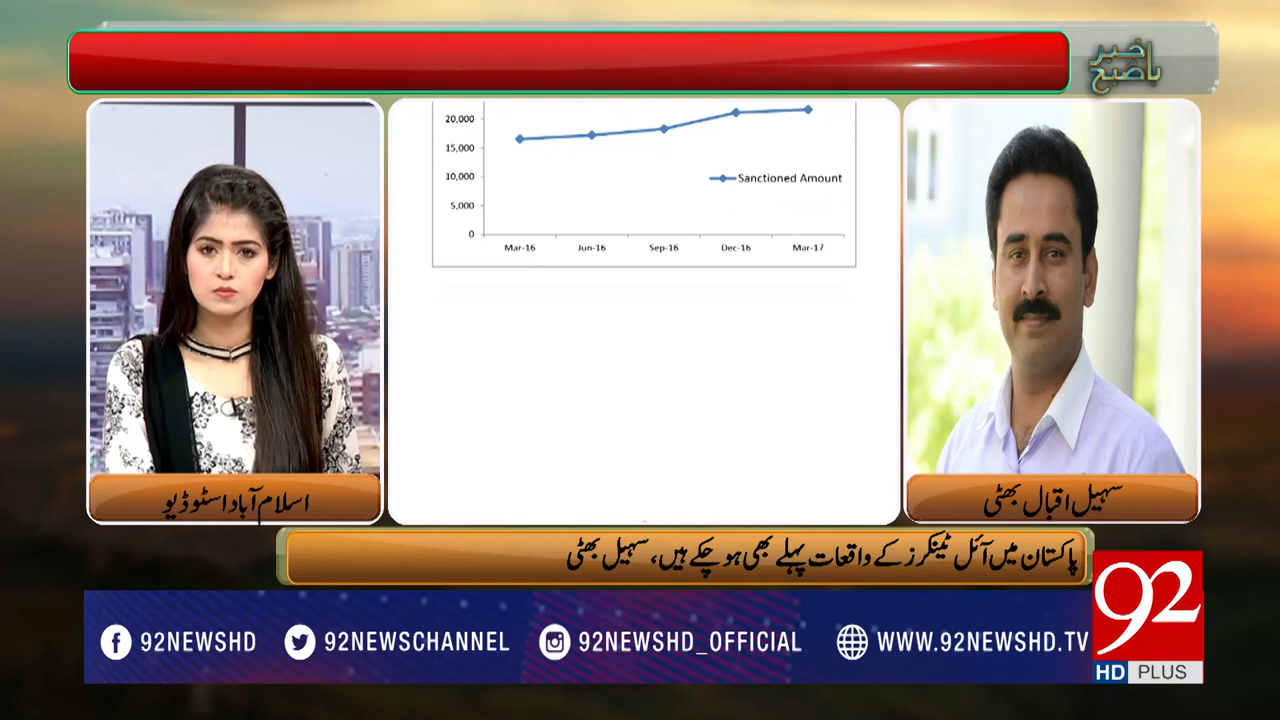 باخبر صبح
20,000
15,000
10,000
5,000
0
Sanctioned Amount
Mar-16 Jun-16 Sep-16 Dec-16 Mar-17
اسلام آباد اسٹوڈیو
سہیل اقبال بھٹی
پاکستان میں آئل ٹینکرز کے واقعات پہلے بھی ہو چکے ہیں، سہیل بھٹی
92NEWSHD 92NEWSCHANNEL 92NEWSHD_OFFICIAL WWW.92NEWSHD.TV
92
HD PLUS